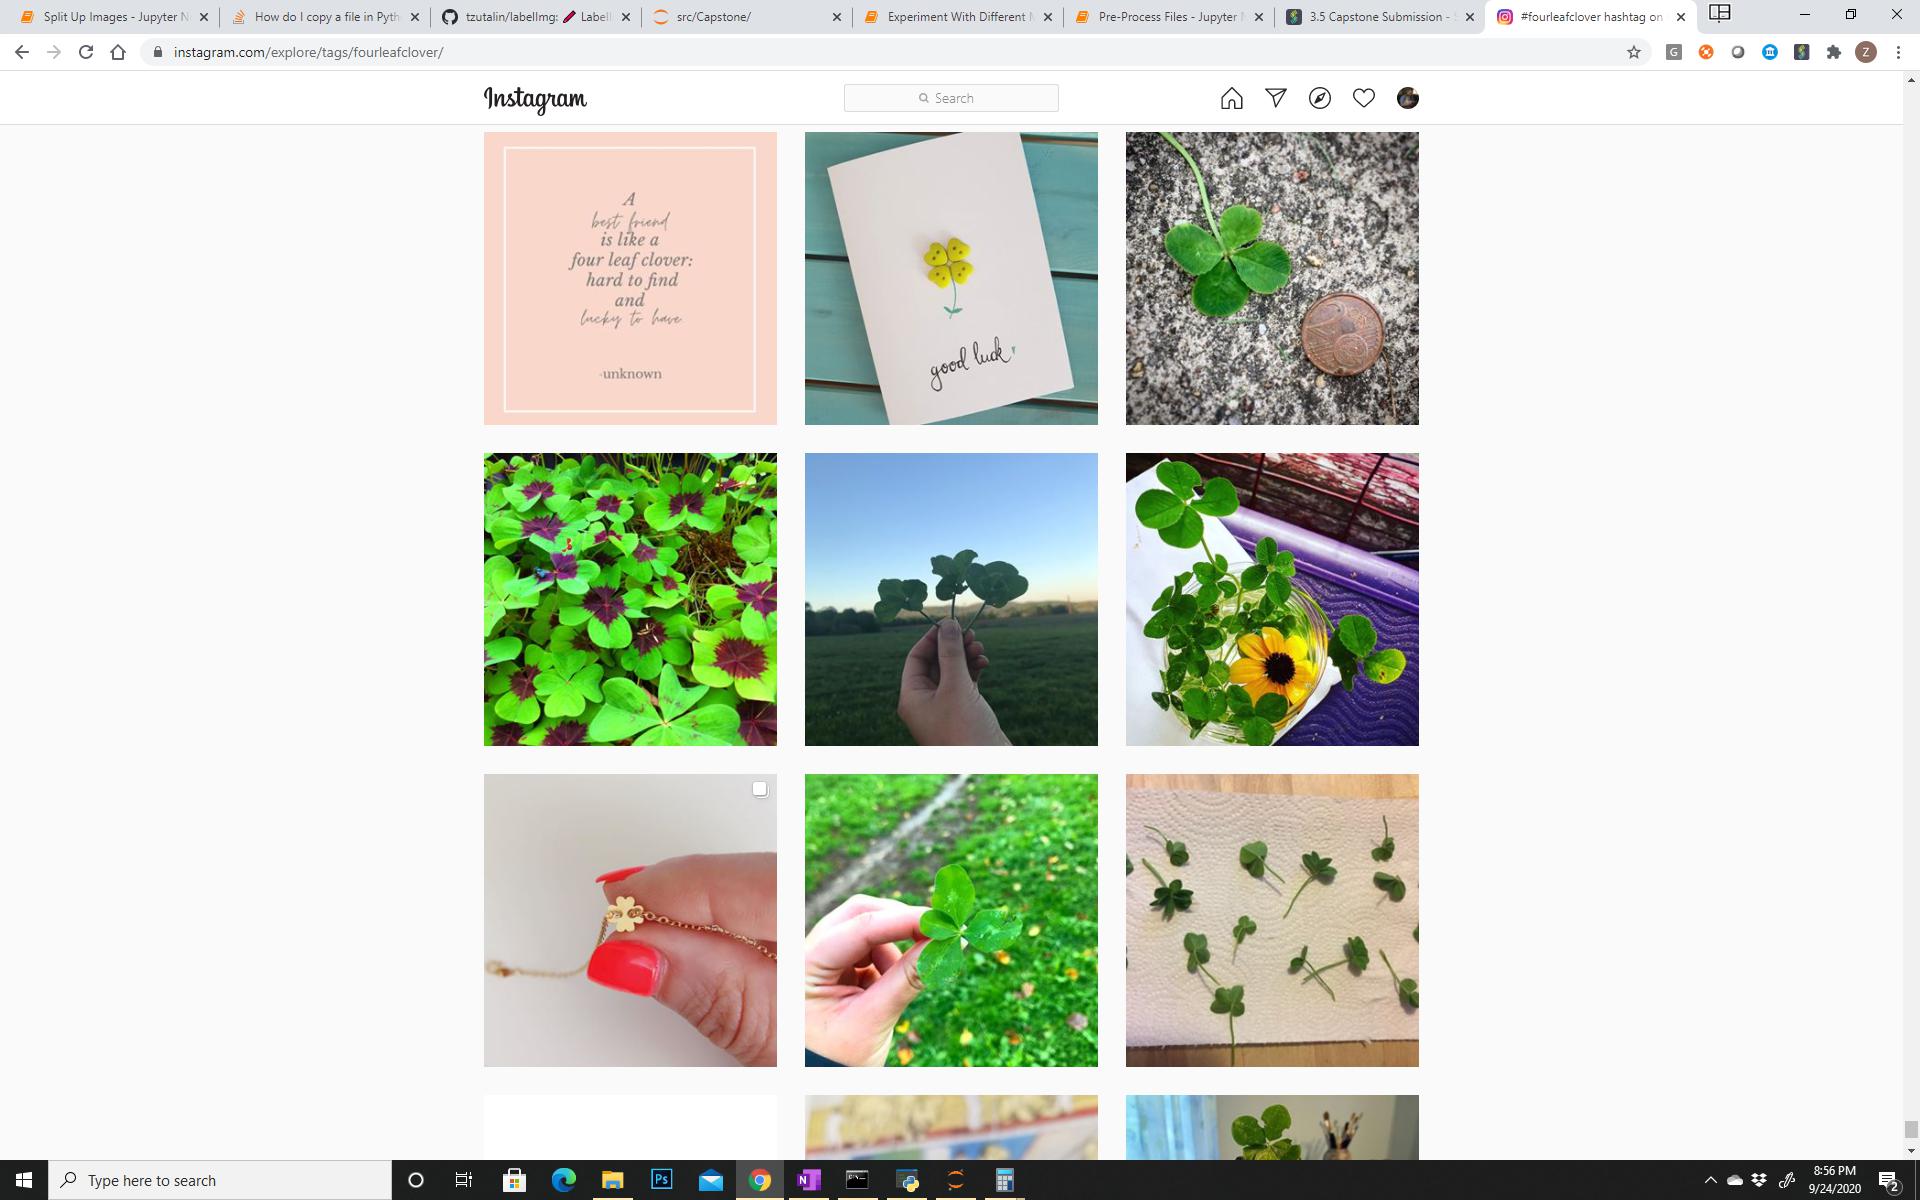 Split Up Images - Jupyter N
How do I copy a file in Pyth
tzutalin/labelImg: 🖍 Labell
src/Capstone/
Experiment With Different M
Pre-Process Files - Jupyter N
3.5 Capstone Submission -
#fourleafclover hashtag on
instagram.com/explore/tags/fourleafclover/
G
Z
Instagram
Search
A
best friend
is like a
four leaf clover:
hard to find
and
lucky to have.
-unknown
good luck
Type here to search
Ps
N
8:56 PM
9/24/2020
2